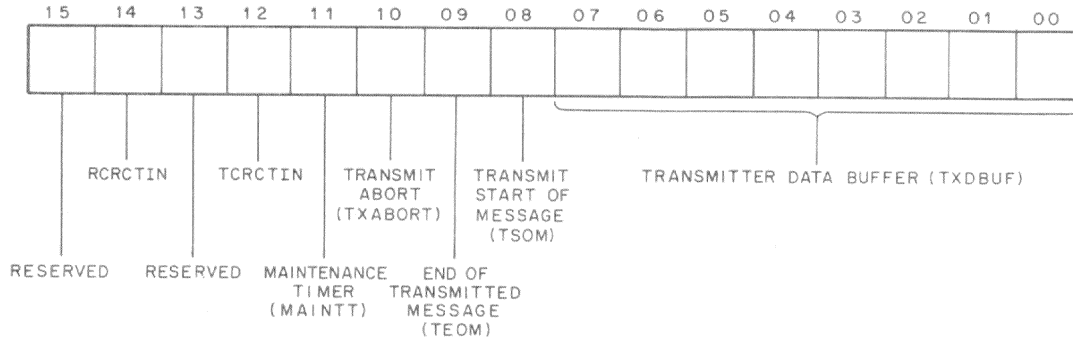 15 14 13 12 11 10 09 08 07 06 05 04 03 02 01 00
RCRCTIN
TCRCTIN
TRANSMIT
ABORT
(TXABORT)
TRANSMIT
START OF
MESSAGE
(TSOM)
TRANSMITTER DATA BUFFER (TXDBUF)
RESERVED
RESERVED
MAINTENANCE
TIMER
(MAINTT)
END OF
TRANSMITTED
MESSAGE
(TEOM)